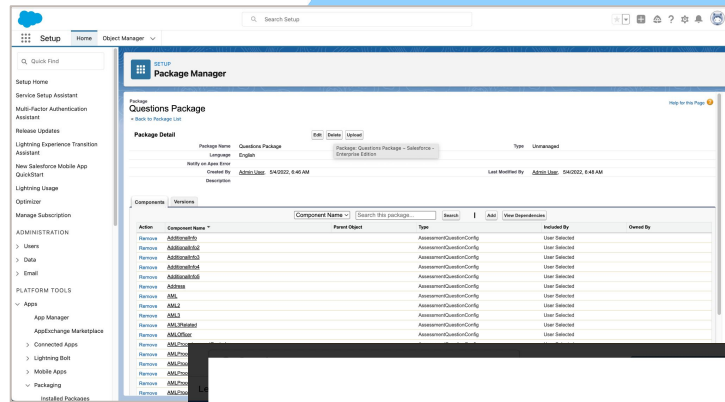 Search Setup
Setup
Home
Object Manager
Quick Find
Setup Home
Service Setup Assistant
Multi-Factor Authentication
Assistant
Release Updates
Lightning Experience Transition
Assistant
New Salesforce Mobile App
QuickStart
Lightning Usage
Optimizer
Manage Subscription
ADMINISTRATION
Users
Data
Email
PLATFORM TOOLS
Apps
App Manager
AppExchange Marketplace
Connected Apps
Lightning Bolt
Mobile Apps
Packaging
Installed Packages
SETUP
Package Manager
Package
Questions Package
« Back to Package List
Help for this Page
Package Detail
Edit Delete Upload
Package Name Questions Package Type Unmanaged
Package: Questions Package ~ Salesforce - Enterprise Edition
Language English
Notify on Apex Error
Created By Admin User, 5/4/2022, 6:46 AM Last Modified By Admin User, 5/4/2022, 6:46 AM
Description
Components Versions
Component Name Search this package... Search Add View Dependencies
Action Component Name Parent Object Type Included By Owned By
Remove AdditionalInfo AssessmentQuestionConfig User Selected
Remove AdditionalInfo2 AssessmentQuestionConfig User Selected
Remove AdditionalInfo3 AssessmentQuestionConfig User Selected
Remove AdditionalInfo4 AssessmentQuestionConfig User Selected
Remove AdditionalInfo5 AssessmentQuestionConfig User Selected
Remove Address AssessmentQuestionConfig User Selected
Remove AML AssessmentQuestionConfig User Selected
Remove AML2 AssessmentQuestionConfig User Selected
Remove AML3 AssessmentQuestionConfig User Selected
Remove AML3Related AssessmentQuestionConfig User Selected
Remove AMLOfficer AssessmentQuestionConfig User Selected
Remove AMLProp
Remove AMLProp
Remove AMLProp
Remove AMLProp
Le